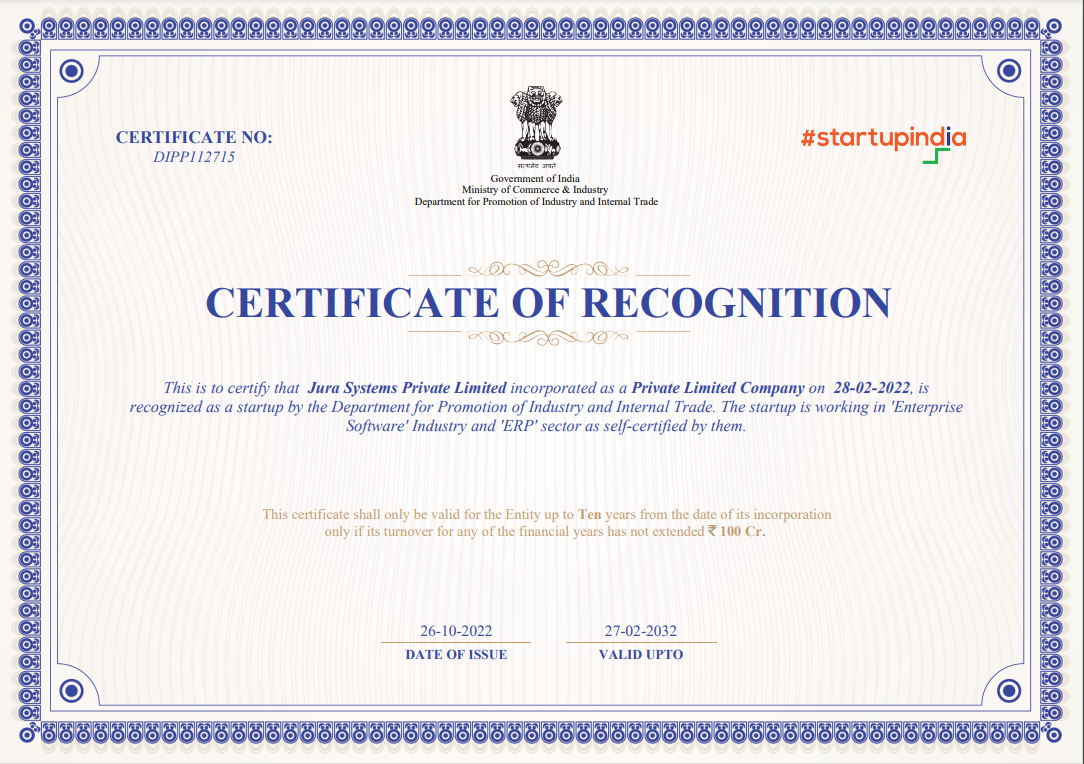 CERTIFICATE NO:
DIPP112715
सत्यमेव जयते
Government of India
Ministry of Commerce & Industry
Department for Promotion of Industry and Internal Trade
#startupindia
CERTIFICATE OF RECOGNITION
This is to certify that Jura Systems Private Limited incorporated as a Private Limited Company on 28-02-2022, is
recognized as a startup by the Department for Promotion of Industry and Internal Trade. The startup is working in 'Enterprise
Software' Industry and 'ERP' sector as self-certified by them.
This certificate shall only be valid for the Entity up to Ten years from the date of its incorporation
only if its turnover for any of the financial years has not extended ₹ 100 Cr.
26-10-2022
DATE OF ISSUE
27-02-2032
VALID UPTO